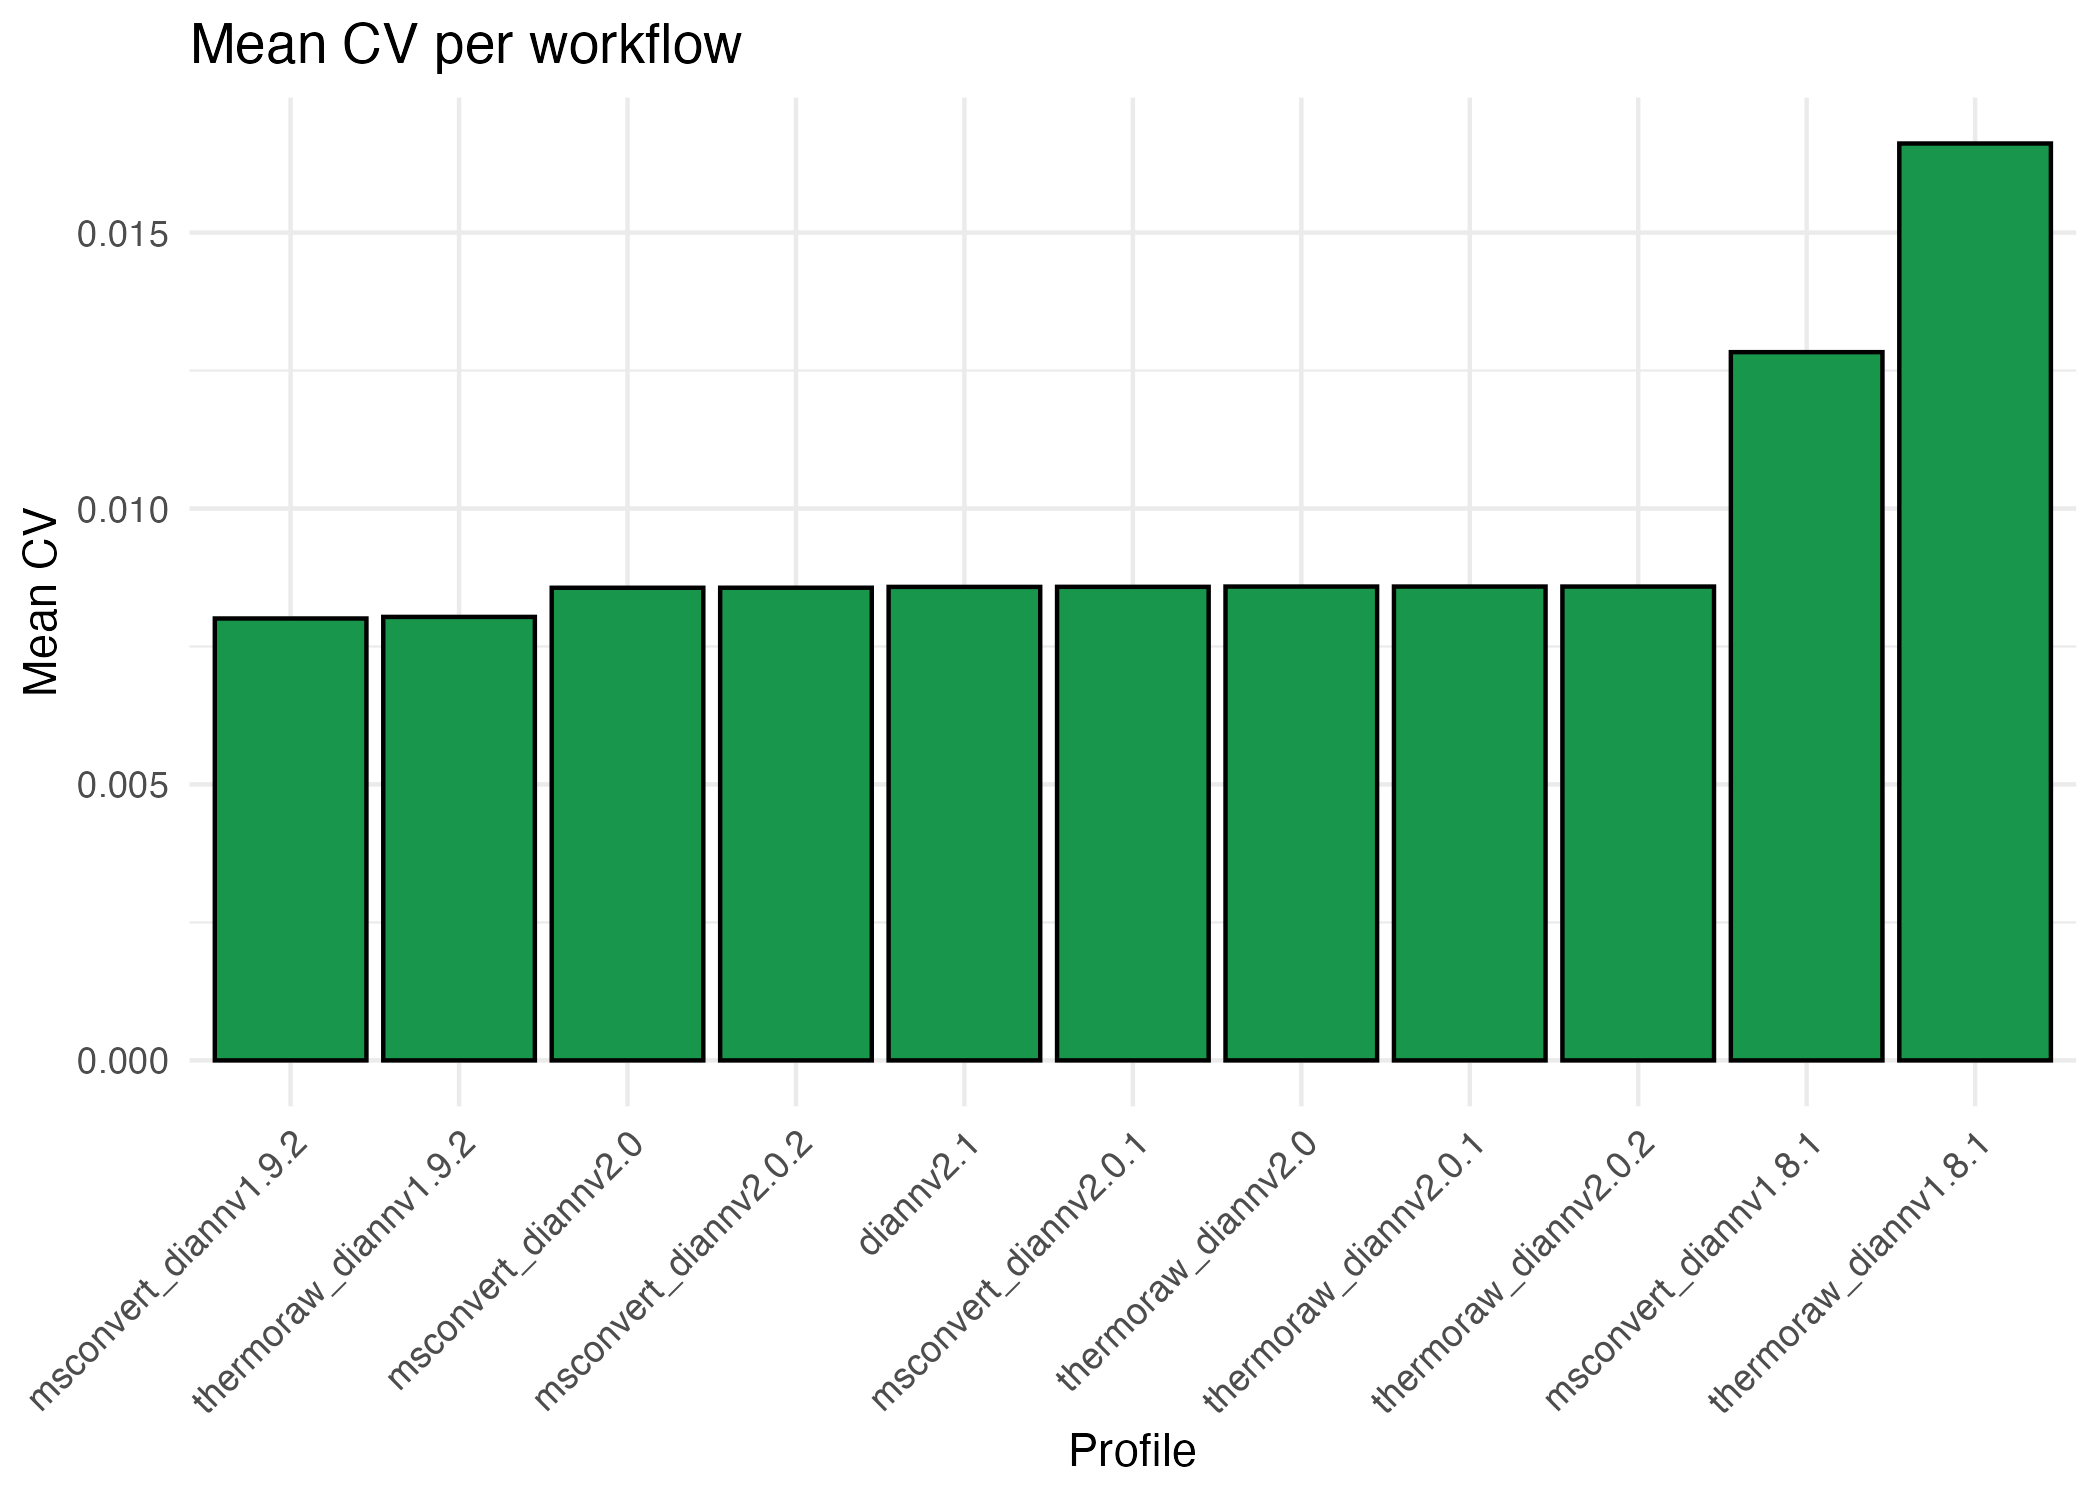 Mean CV per workflow
Mean CV
0.015
0.010
0.005
0.000
msconvert_diannv1.9.2
thermoraw_diannv1.9.2
msconvert_diannv2.0
msconvert_diannv2.0.2
diannv2.1
msconvert_diannv2.0.1
thermoraw_diannv2.0
thermoraw_diannv2.0.1
thermoraw_diannv2.0.2
msconvert_diannv1.8.1
thermoraw_diannv1.8.1
Profile